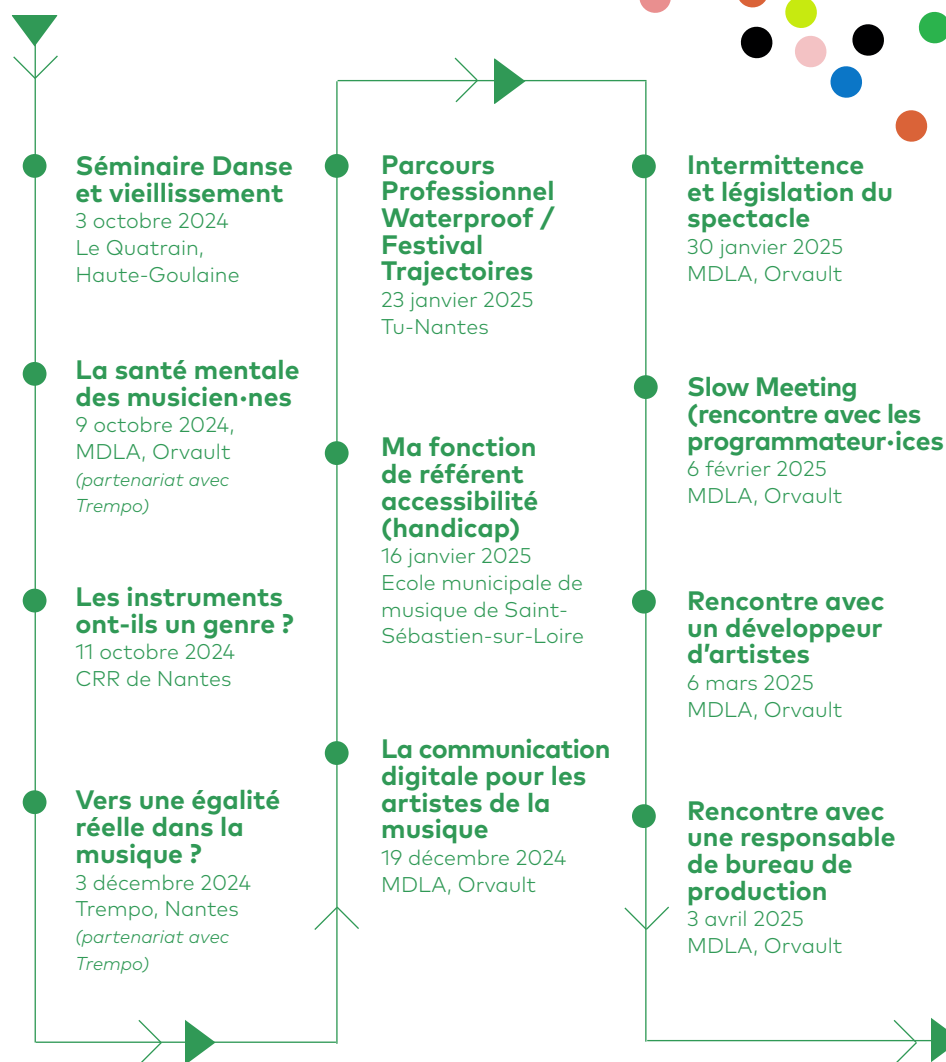 Séminaire Danse
et vieillissement
3 octobre 2024
Le Quatrain,
Haute-Goulaine
La santé mentale
des musicien·nes
9 octobre 2024,
MDLA, Orvault
(partenariat avec
Trempo)
Les instruments
ont-ils un genre ?
11 octobre 2024
CRR de Nantes
Vers une égalité
réelle dans la
musique ?
3 décembre 2024
Trempo, Nantes
(partenariat avec
Trempo)
Parcours
Professionnel
Waterproof /
Festival
Trajectoires
23 janvier 2025
Tu-Nantes
Ma fonction
de référent
accessibilité
(handicap)
16 janvier 2025
Ecole municipale de
musique de Saint-
Sébastien-sur-Loire
La communication
digitale pour les
artistes de la
musique
19 décembre 2024
MDLA, Orvault
Intermittence
et législation du
spectacle
30 janvier 2025
MDLA, Orvault
Slow Meeting
(rencontre avec les
programmateur·ices
6 février 2025
MDLA, Orvault
Rencontre avec
un développeur
d’artistes
6 mars 2025
MDLA, Orvault
Rencontre avec
une responsable
de bureau de
production
3 avril 2025
MDLA, Orvault